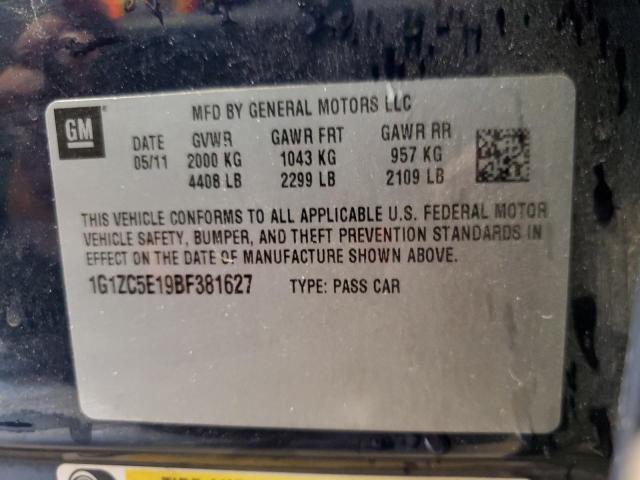 GM
MFD BY GENERAL MOTORS LLC
DATE GVWR GAWR FRT GAWR RR
05/11 2000 KG 1043 KG 957 KG
4408 LB 2299 LB 2109 LB
THIS VEHICLE CONFORMS TO ALL APPLICABLE U.S. FEDERAL MOTOR
VEHICLE SAFETY, BUMPER, AND THEFT PREVENTION STANDARDS IN
EFFECT ON THE DATE OF MANUFACTURE SHOWN ABOVE.
1G1ZC5E19BF381627 TYPE: PASS CAR